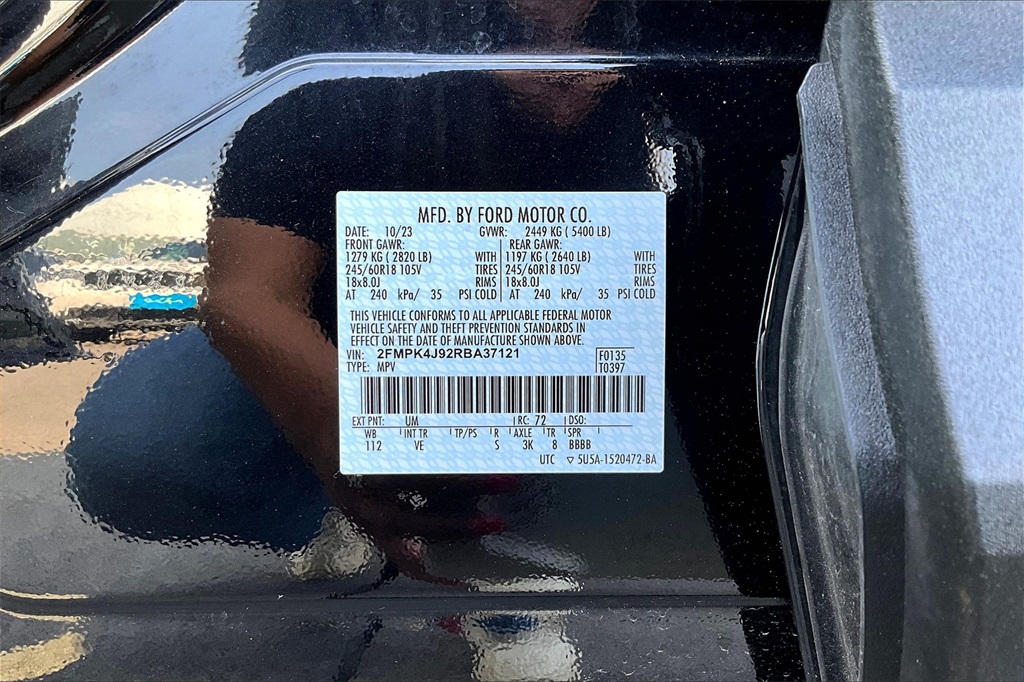 MFD. BY FORD MOTOR CO.
DATE: 10/23 GVWR: 2449 KG ( 5400 LB)
FRONT GAWR: REAR GAWR:
1279 KG ( 2820 LB) WITH 1197 KG ( 2640 LB) WITH
245/60R18 105V TIRES 245/60R18 105V TIRES
18x8.0J RIMS 18x8.0J RIMS
AT 240 kPa/ 35 PSI COLD AT 240 kPa/ 35 PSI COLD
THIS VEHICLE CONFORMS TO ALL APPLICABLE FEDERAL MOTOR
VEHICLE SAFETY AND THEFT PREVENTION STANDARDS IN
EFFECT ON THE DATE OF MANUFACTURE SHOWN ABOVE.
VIN: 2FMPK4J92RBA37121 F0135
TYPE: MPV T0397
EXT PNT: UM RC: 72 DSO:
WB INT TR TP/PS R AXLE TR SPR
112 VE S 3K 8 BBBB
UTC ▽ 5U5A-1520472-BA